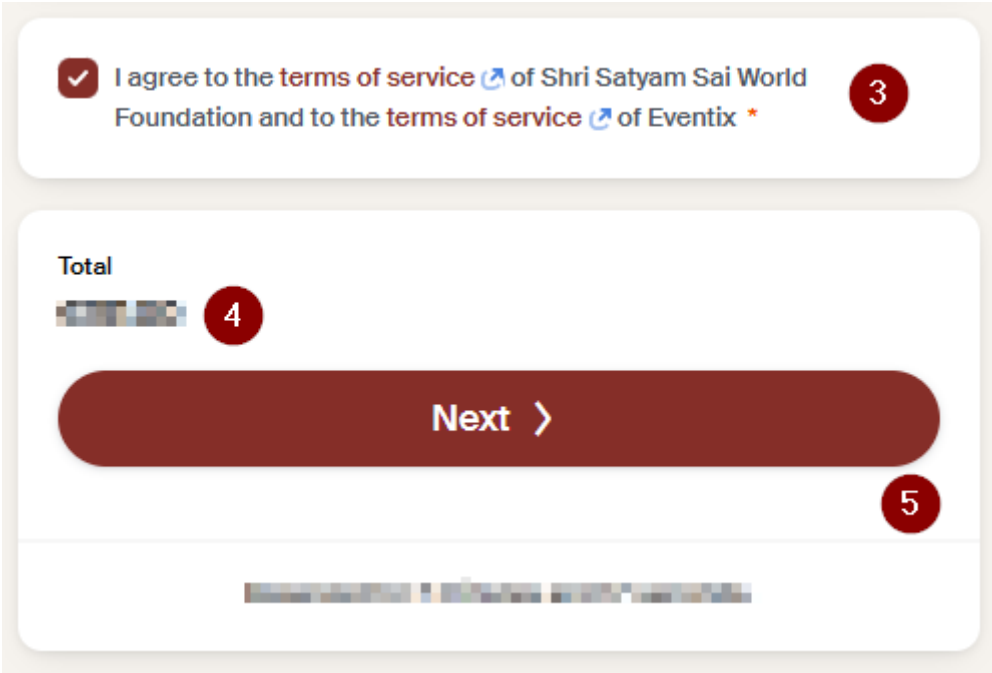 I agree to the terms of service of Shri Satyam Sai World
Foundation and to the terms of service of Eventix *
3
Total
4
Next
5